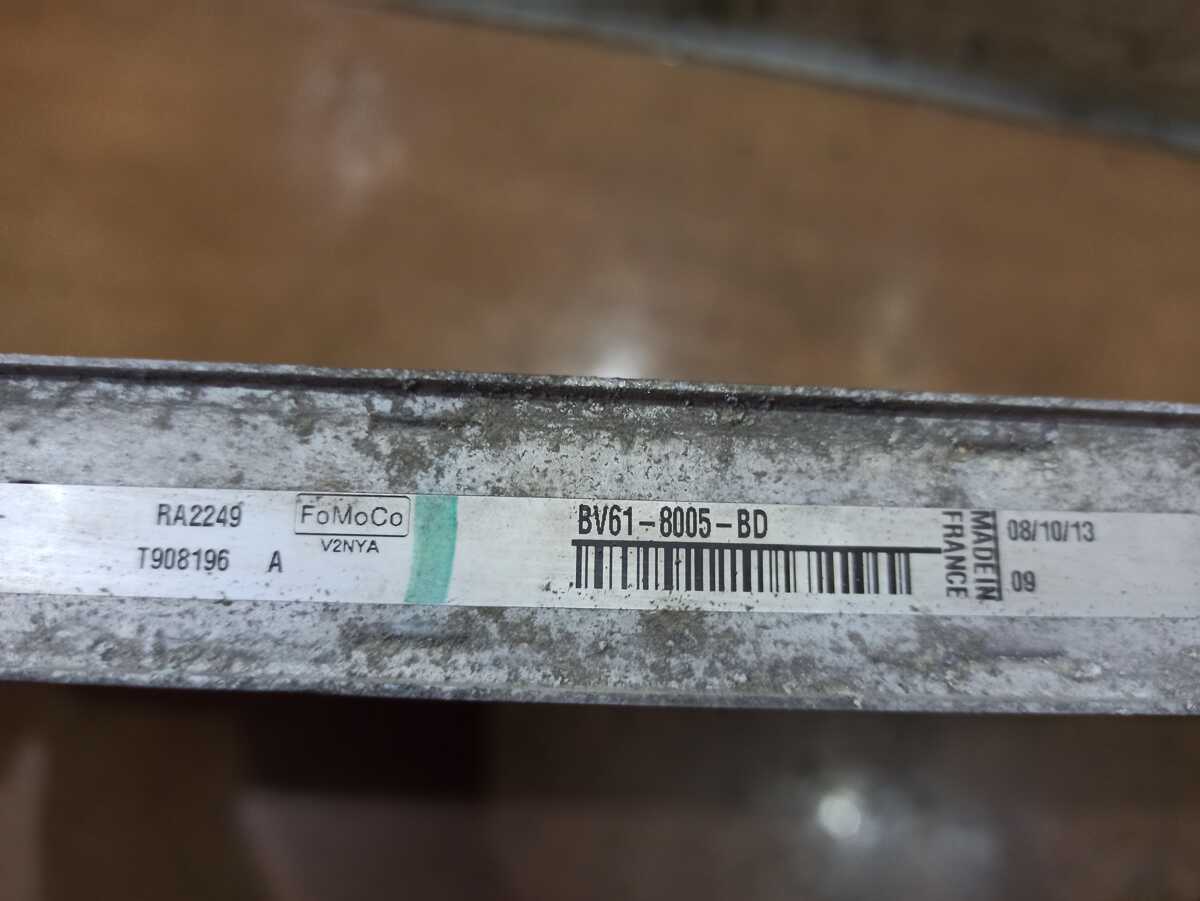 RA2249
T908196 A
FoMoCo
V2NYA
BV61-8005-BD
MADE IN
FRANCE
08/10/13
09